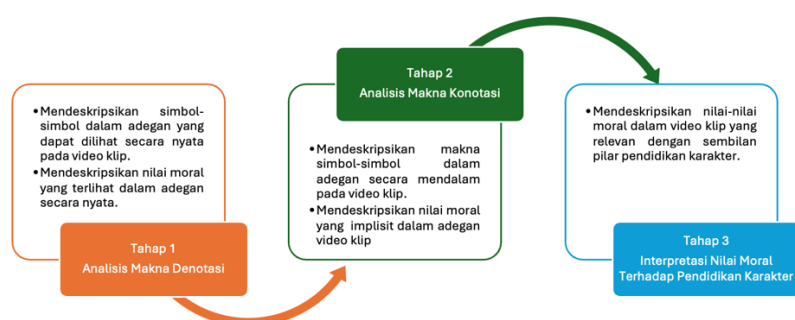 •Mendeskripsikan simbol-
simbol dalam adegan yang
dapat dilihat secara nyata
pada video klip.
•Mendeskripsikan nilai moral
yang terlihat dalam adegan
secara nyata.
Tahap 1
Analisis Makna Denotasi
Tahap 2
Analisis Makna Konotasi
•Mendeskripsikan makna
simbol-simbol dalam
adegan secara mendalam
pada video klip.
•Mendeskripsikan nilai moral
yang implisit dalam adegan
video klip
•Mendeskripsikan nilai-nilai
moral dalam video klip yang
relevan dengan sembilan
pilar pendidikan karakter.
Tahap 3
Interpretasi Nilai Moral
Terhadap Pendidikan Karakter